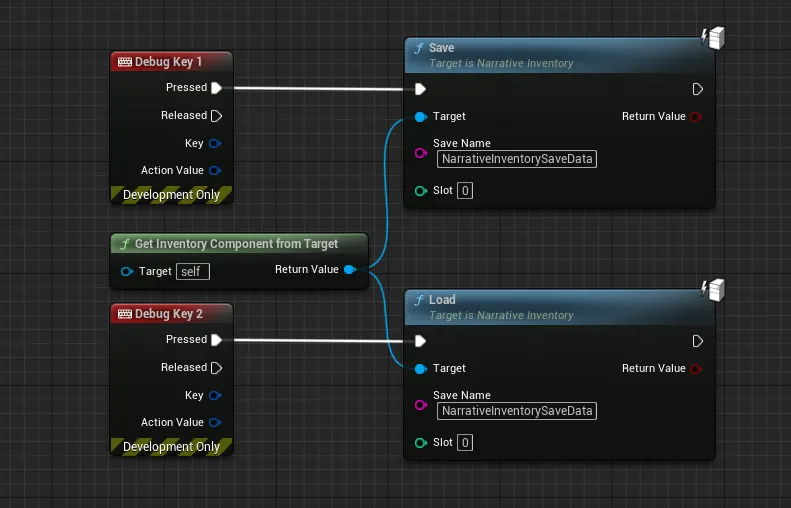 Debug Key 1
Pressed
Released
Key
Action Value
Development Only
f Save
Target is Narrative Inventory
Target
Return Value
Save Name
NarrativeInventorySaveData
Slot 0
f Get Inventory Component from Target
Target self
Return Value
Debug Key 2
Pressed
Released
Key
Action Value
Development Only
f Load
Target is Narrative Inventory
Target
Return Value
Save Name
NarrativeInventorySaveData
Slot 0